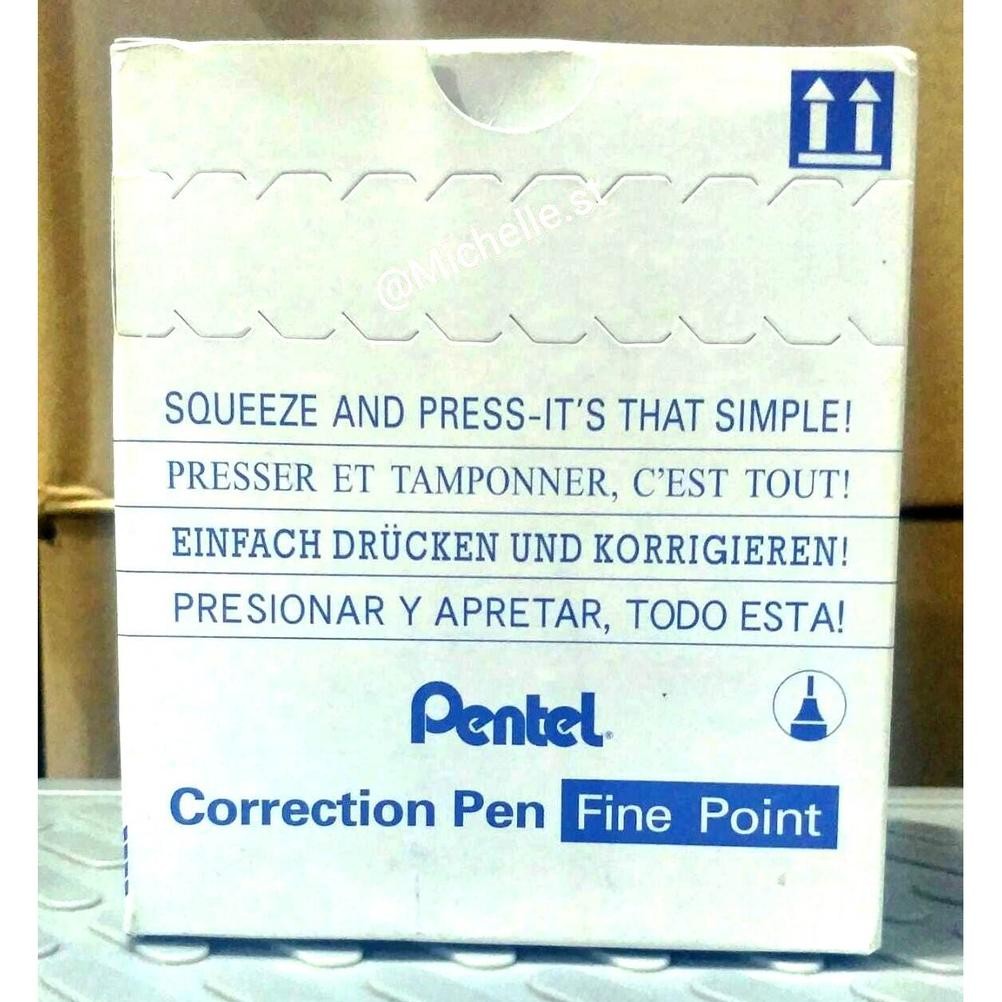 @Michelle.st
SQUEEZE AND PRESS-IT'S THAT SIMPLE!
PRESSER ET TAMPONNER, C'EST TOUT!
EINFACH DRÜCKEN UND KORRIGIEREN!
PRESIONAR Y APRETAR, TODO ESTA!
Pentel®
Correction Pen Fine Point